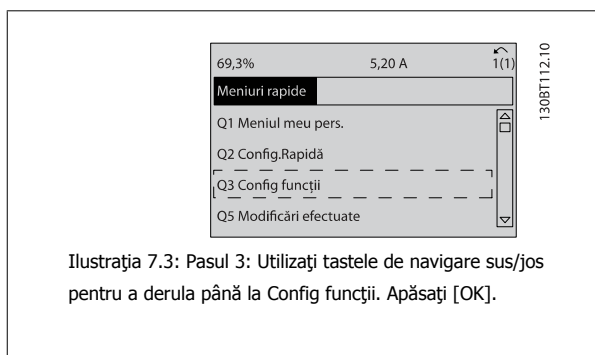 69,3% 5,20 A 1(1)
Meniuri rapide
Q1 Meniul meu pers.
Q2 Config.Rapidă
Q3 Config funcţii
Q5 Modificări efectuate
130BT112.10
Ilustraţia 7.3: Pasul 3: Utilizaţi tastele de navigare sus/jos
pentru a derula până la Config funcţii. Apăsaţi [OK].